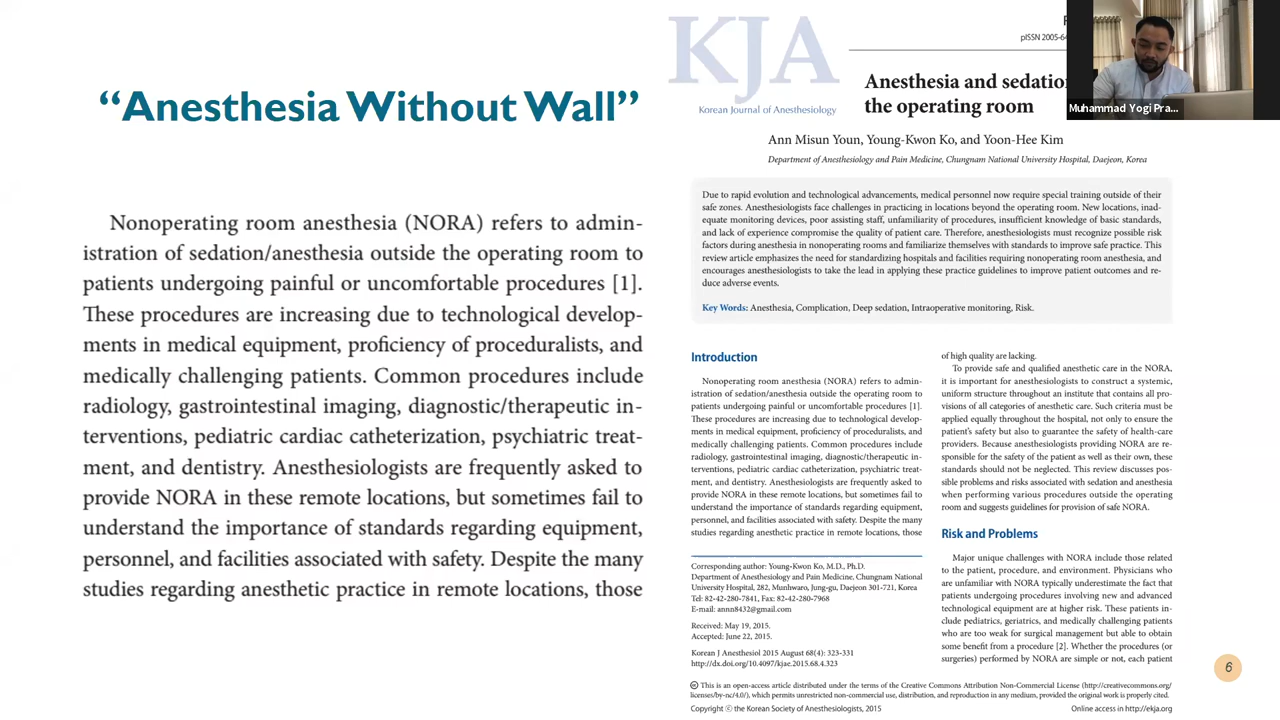 “Anesthesia Without Wall”
Nonoperating room anesthesia (NORA) refers to admin-
istration of sedation/anesthesia outside the operating room to
patients undergoing painful or uncomfortable procedures [1].
These procedures are increasing due to technological develop-
ments in medical equipment, proficiency of proceduralists, and
medically challenging patients. Common procedures include
radiology, gastrointestinal imaging, diagnostic/therapeutic in-
terventions, pediatric cardiac catheterization, psychiatric treat-
ment, and dentistry. Anesthesiologists are frequently asked to
provide NORA in these remote locations, but sometimes fail to
understand the importance of standards regarding equipment,
personnel, and facilities associated with safety. Despite the many
studies regarding anesthetic practice in remote locations, those
KJA
Korean Journal of Anesthesiology
pISSN 2005-64
Muhammad Yogi Pra...
Anesthesia and sedatio
the operating room
Ann Misun Youn, Young-Kwon Ko, and Yoon-Hee Kim
Department of Anesthesiology and Pain Medicine, Chungnam National University Hospital, Daejeon, Korea
Due to rapid evolution and technological advancements, medical personnel now require special training outside of their
safe zones. Anesthesiologists face challenges in practicing in locations beyond the operating room. New locations, inad-
equate monitoring devices, poor assisting staff, unfamiliarity of procedures, insufficient knowledge of basic standards,
and lack of experience compromise the quality of patient care. Therefore, anesthesiologists must recognize possible risk
factors during anesthesia in nonoperating rooms and familiarize themselves with standards to improve safe practice. This
review article emphasizes the need for standardizing hospitals and facilities requiring nonoperating room anesthesia, and
encourages anesthesiologists to take the lead in applying these practice guidelines to improve patient outcomes and re-
duce adverse events.
Key Words: Anesthesia, Complication, Deep sedation, Intraoperative monitoring, Risk.
Introduction
Nonoperating room anesthesia (NORA) refers to admin-
istration of sedation/anesthesia outside the operating room to
patients undergoing painful or uncomfortable procedures [1].
These procedures are increasing due to technological develop-
ments in medical equipment, proficiency of proceduralists, and
medically challenging patients. Common procedures include
radiology, gastrointestinal imaging, diagnostic/therapeutic in-
terventions, pediatric cardiac catheterization, psychiatric treat-
ment, and dentistry. Anesthesiologists are frequently asked to
provide NORA in these remote locations, but sometimes fail to
understand the importance of standards regarding equipment,
personnel, and facilities associated with safety. Despite the many
studies regarding anesthetic practice in remote locations, those
Corresponding author: Young-Kwon Ko, M.D., Ph.D.
Department of Anesthesiology and Pain Medicine, Chungnam National
University Hospital, 282, Munhwaro, Jung-gu, Daejeon 301-721, Korea
Tel: 82-42-280-7841, Fax: 82-42-280-7968
E-mail: annn8432@gmail.com
Received: May 19, 2015.
Accepted: June 22, 2015.
Korean J Anesthesiol 2015 August 68(4): 323-331
http://dx.doi.org/10.4097/kjae.2015.68.4.323
of high quality are lacking.
To provide safe and qualified anesthetic care in the NORA,
it is important for anesthesiologists to construct a systemic,
uniform structure throughout an institute that contains all pro-
visions of all categories of anesthetic care. Such criteria must be
applied equally throughout the hospital, not only to ensure the
patient’s safety but also to guarantee the safety of health-care
providers. Because anesthesiologists providing NORA are re-
sponsible for the safety of the patient as well as their own, these
standards should not be neglected. This review discusses pos-
sible problems and risks associated with sedation and anesthesia
when performing various procedures outside the operating
room and suggests guidelines for provision of safe NORA.
Risk and Problems
Major unique challenges with NORA include those related
to the patient, procedure, and environment. Physicians who
are unfamiliar with NORA typically underestimate the fact that
patients undergoing procedures involving new and advanced
technological equipment are at higher risk. These patients in-
clude pediatrics, geriatrics, and medically challenging patients
who are too weak for surgical management but able to obtain
some benefit from a procedure [2]. Whether the procedures (or
surgeries) performed by NORA are simple or not, each patient
cc This is an open-access article distributed under the terms of the Creative Commons Attribution Non-Commercial License (http://creativecommons.org/
licenses/by-nc/4.0/), which permits unrestricted non-commercial use, distribution, and reproduction in any medium, provided the original work is properly cited.
Copyright ⓒ the Korean Society of Anesthesiologists, 2015
Online access in http://ekja.org
6